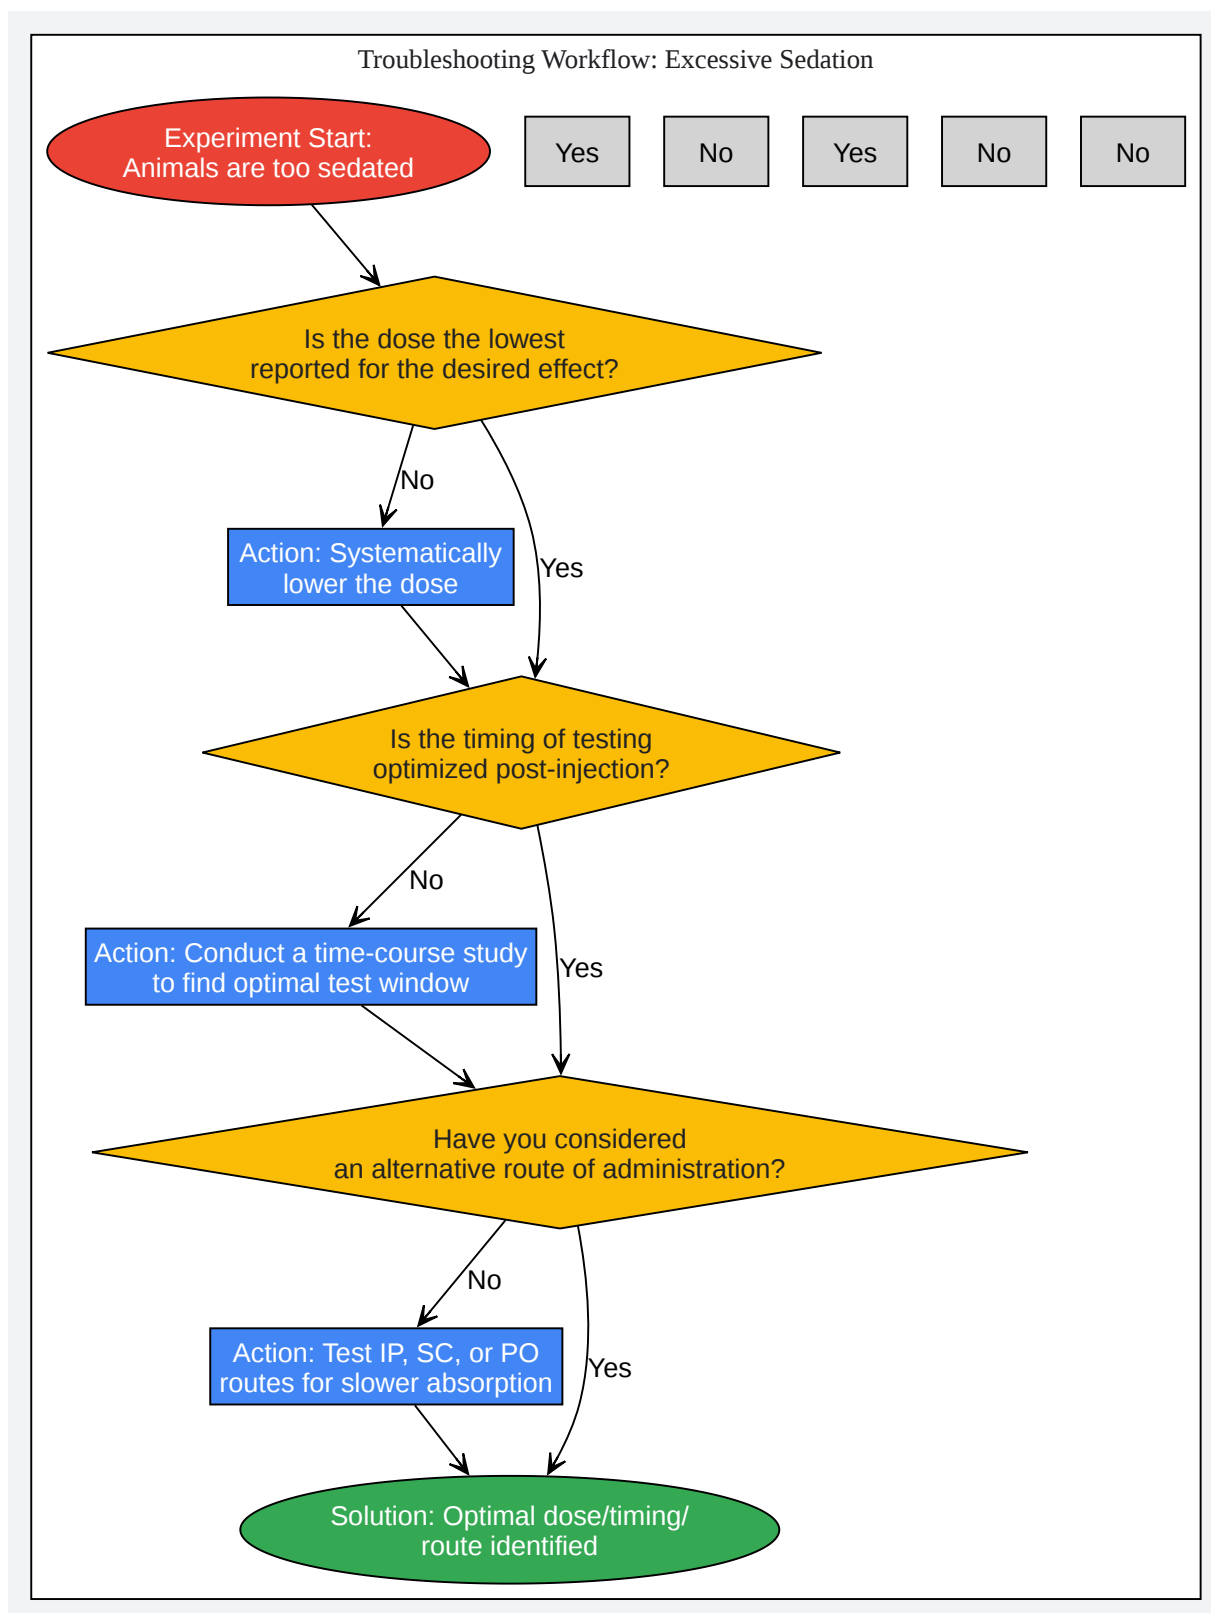 Troubleshooting Workflow: Excessive Sedation
Experiment Start:
Animals are too sedated
Yes
No
Yes
No
No
Is the dose the lowest
reported for the desired effect?
No
Action: Systematically
lower the dose
Yes
Is the timing of testing
optimized post-injection?
No
Action: Conduct a time-course study
to find optimal test window
Yes
Have you considered
an alternative route of administration?
No
Action: Test IP, SC, or PO
routes for slower absorption
Yes
Solution: Optimal dose/timing/
route identified